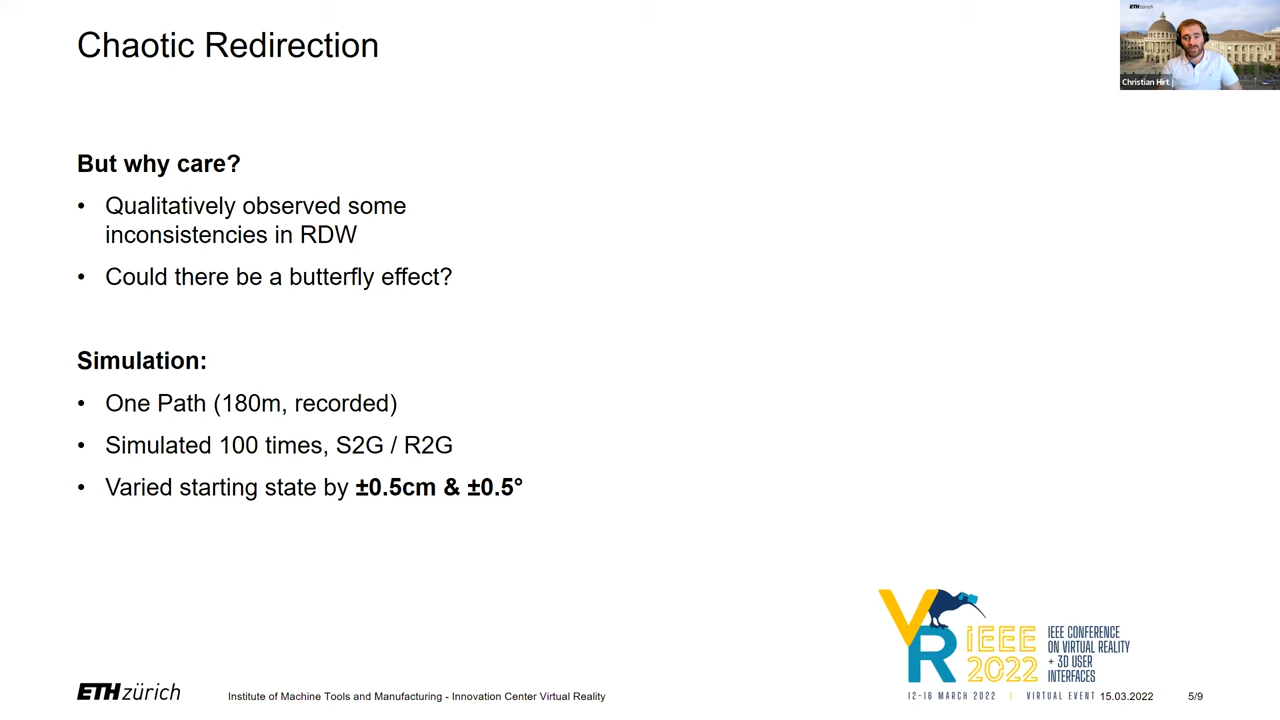 Chaotic Redirection
ETHzürich
Christian Hirt
But why care?
• Qualitatively observed some
inconsistencies in RDW
• Could there be a butterfly effect?
Simulation:
• One Path (180m, recorded)
• Simulated 100 times, S2G / R2G
• Varied starting state by ±0.5cm & ±0.5°
VR IEEE 2022
IEEE CONFERENCE
ON VIRTUAL REALITY
+ 3D USER
INTERFACES
12-16 MARCH 2022 | VIRTUAL EVENT
ETHzürich
Institute of Machine Tools and Manufacturing - Innovation Center Virtual Reality
15.03.2022
5/9